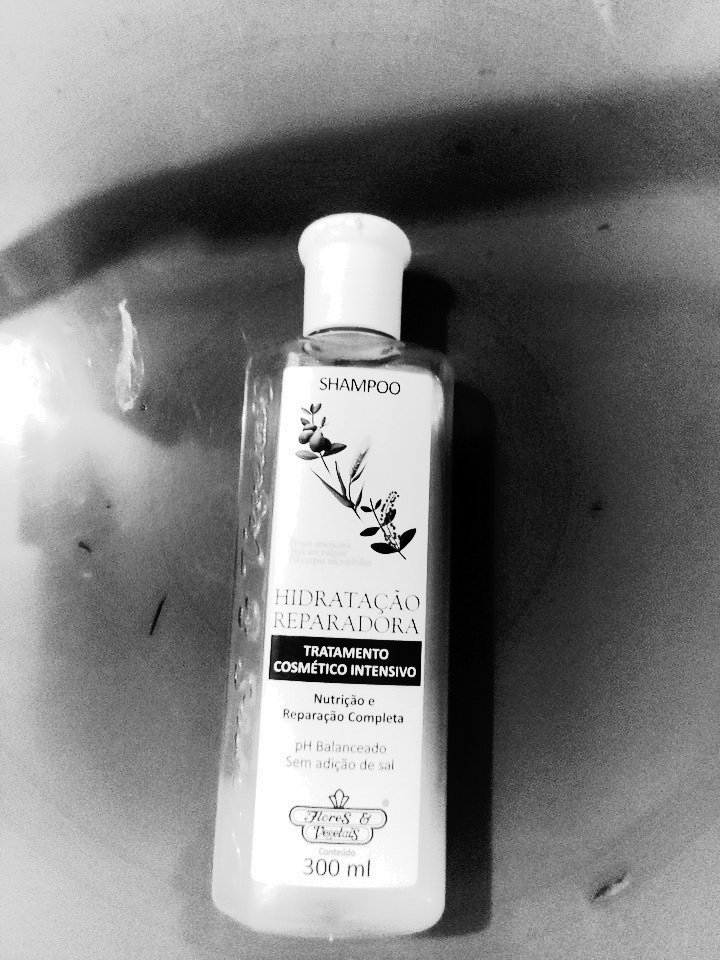 SHAMPOO
HIDRATAÇÃO
REPARADORA
TRATAMENTO
COSMÉTICO INTENSIVO
Nutrição e
Reparação Completa
pH Balanceado
Sem adição de sal
Flores &
Vegetais
Conteúdo
300 ml